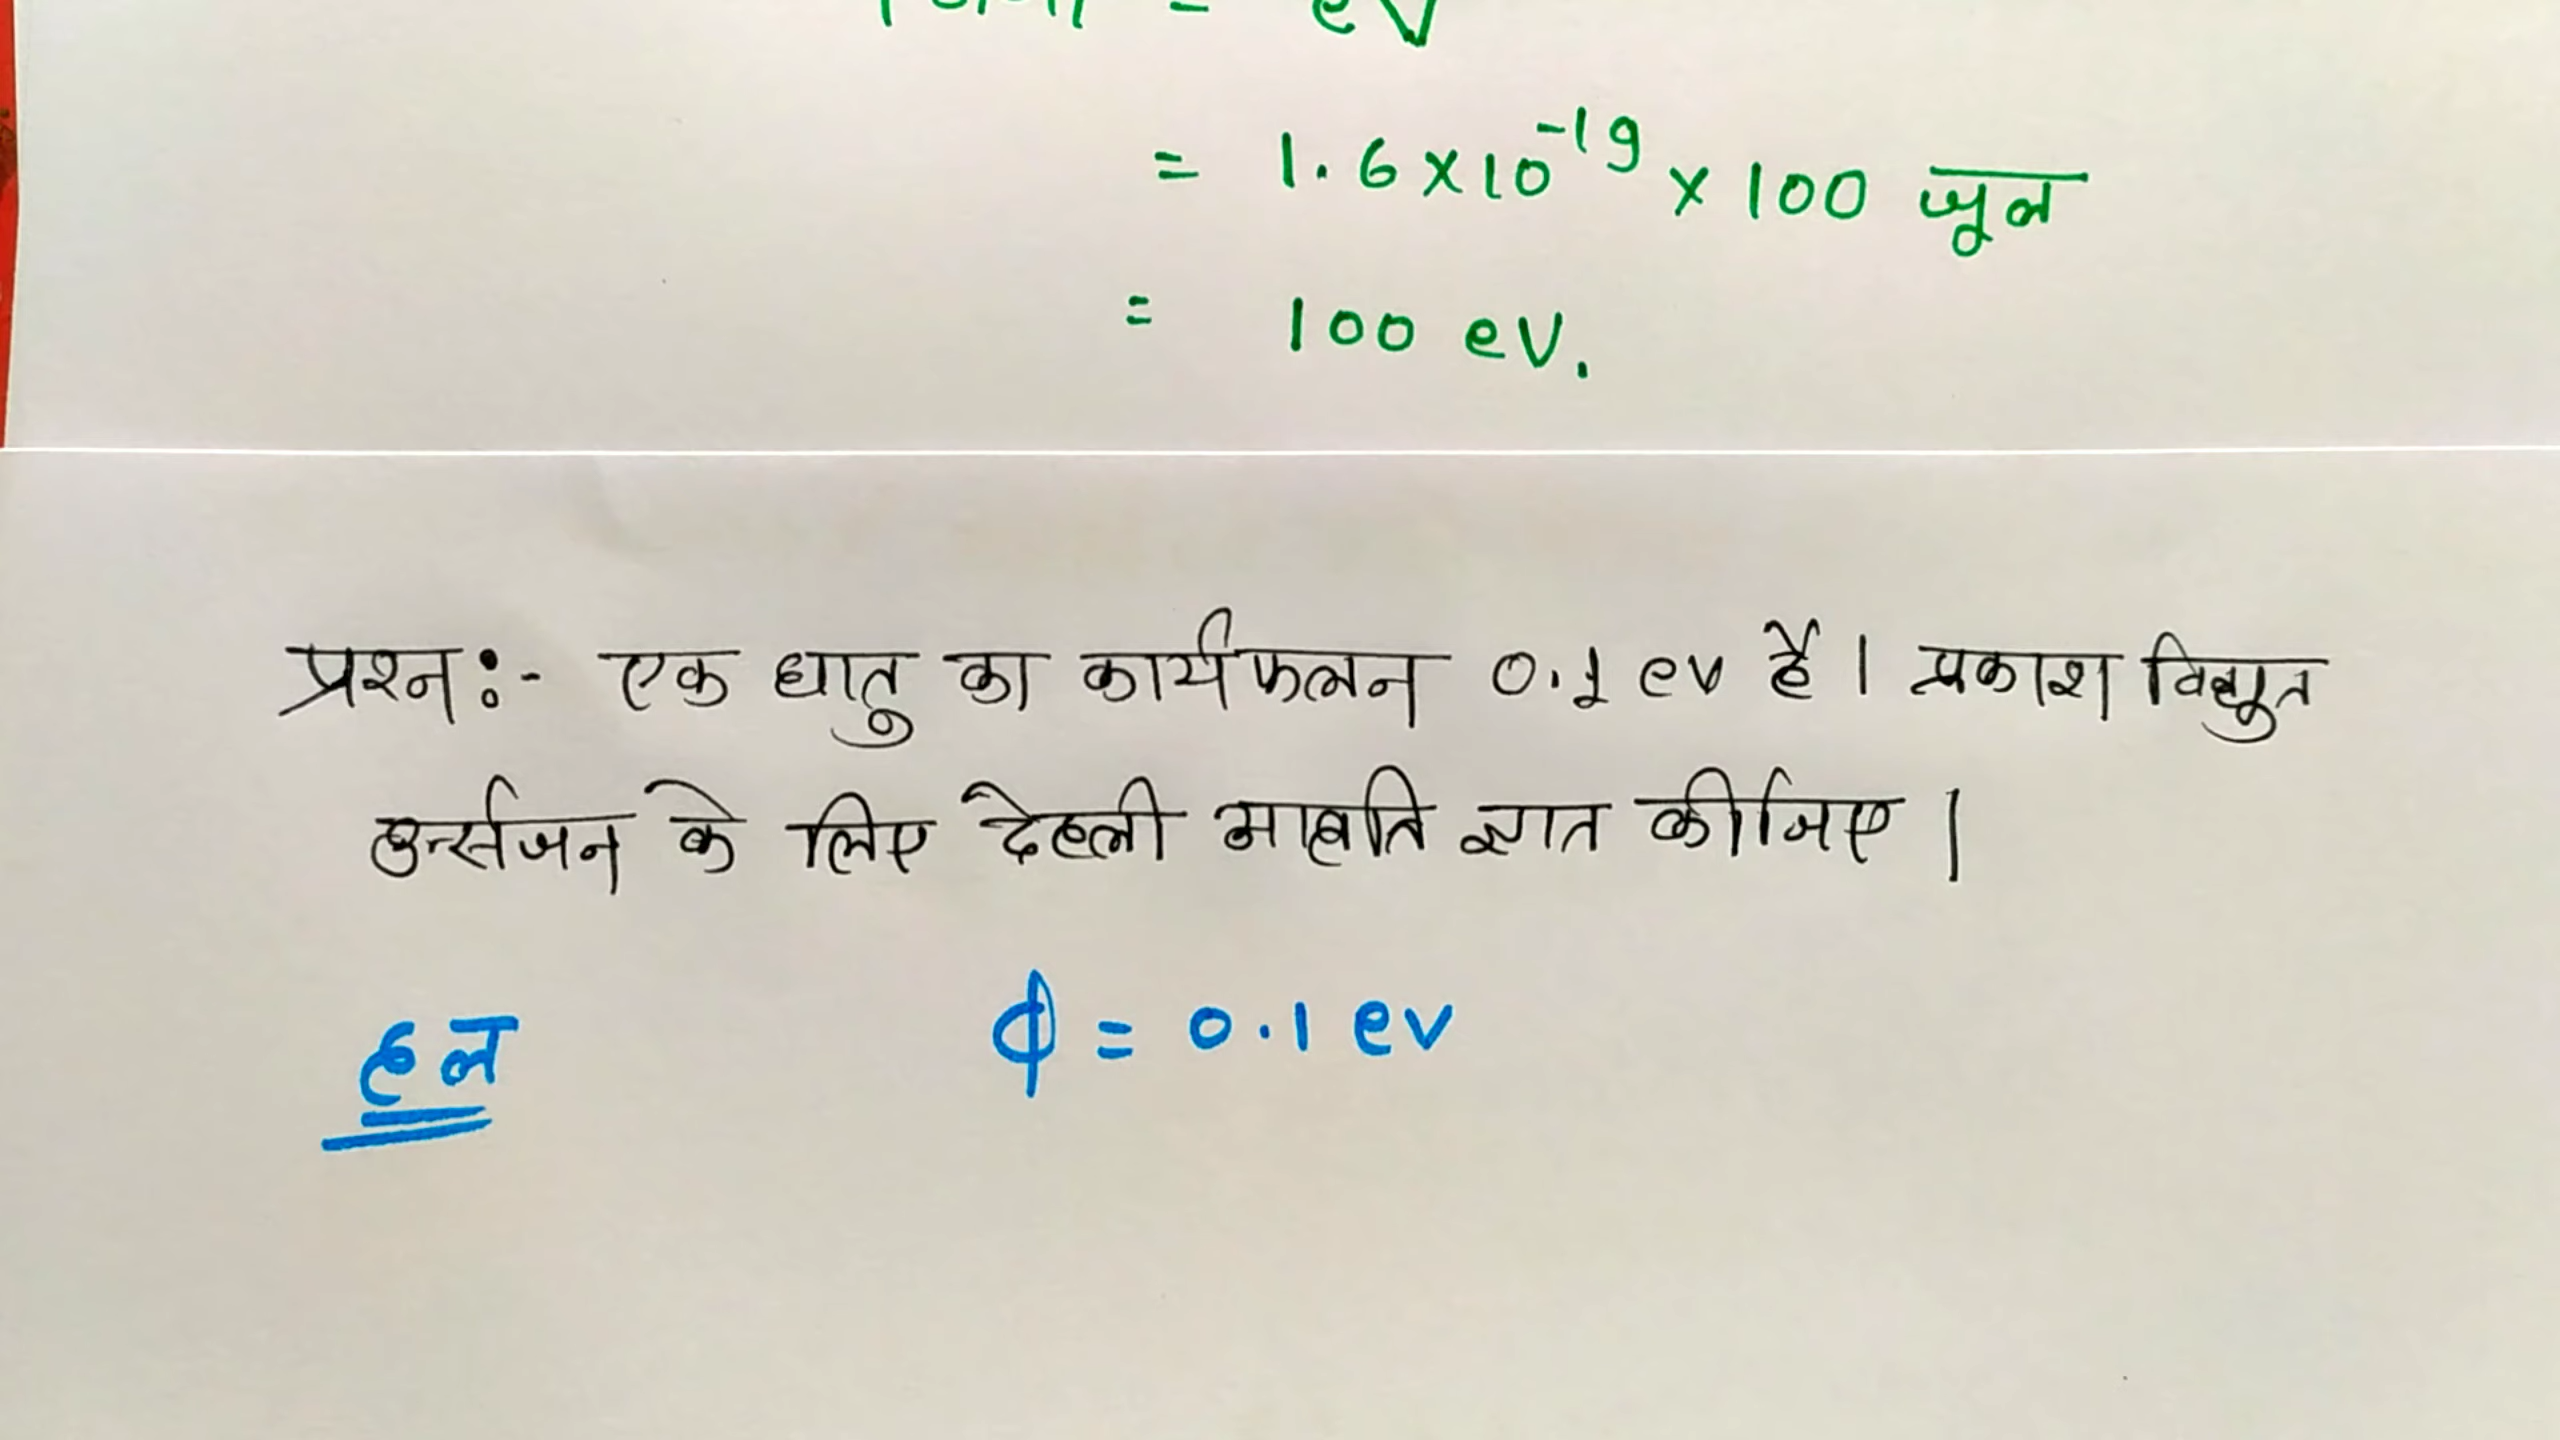 = eV
= 1.6×10⁻¹⁹ × 100 जूल
= 100 eV.
प्रश्न:- एक धातु का कार्यफलन 0.1 ev है । प्रकाश विद्युत
उत्सर्जन के लिए देहली आवृति ज्ञात कीजिए ।
हल ϕ = 0.1 ev